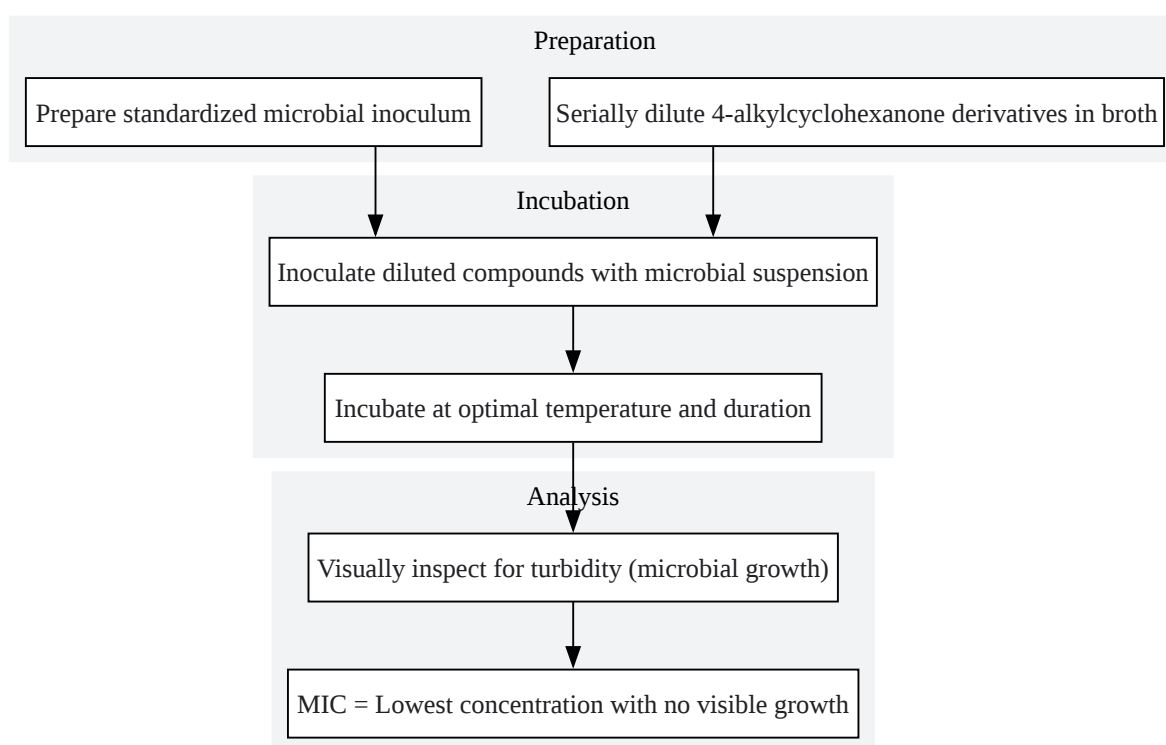 Preparation
Prepare standardized microbial inoculum
Serially dilute 4-alkylcyclohexanone derivatives in broth
Incubation
Inoculate diluted compounds with microbial suspension
Incubate at optimal temperature and duration
Analysis
Visually inspect for turbidity (microbial growth)
MIC = Lowest concentration with no visible growth